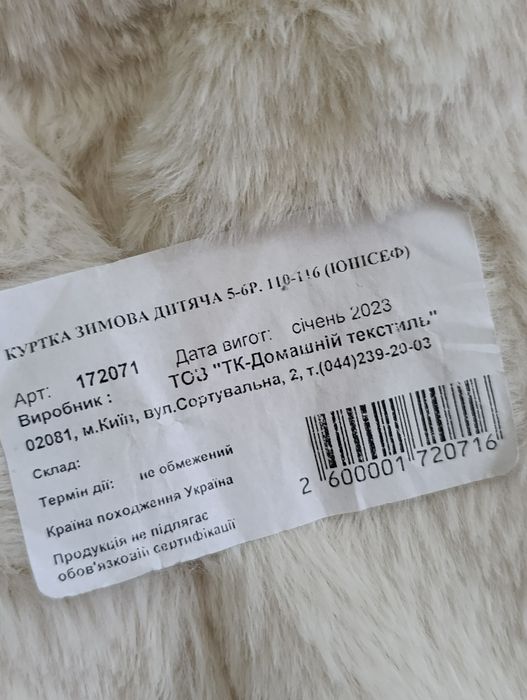 КУРТКА ЗИМОВА ДИТЯЧА 5-6Р. 110-116 (ЮНІСЕФ)
Арт: 172071 Дата вигот: січень 2023
Виробник : ТОВ "ТК-Домашній текстиль"
02081, м.Київ, вул.Сортувальна, 2, т.(044)239-20-03
Склад:
Термін дії: не обмежений
Країна походження Україна
Продукція не підлягає
обов'язковій сертифікації
2 600001 720716